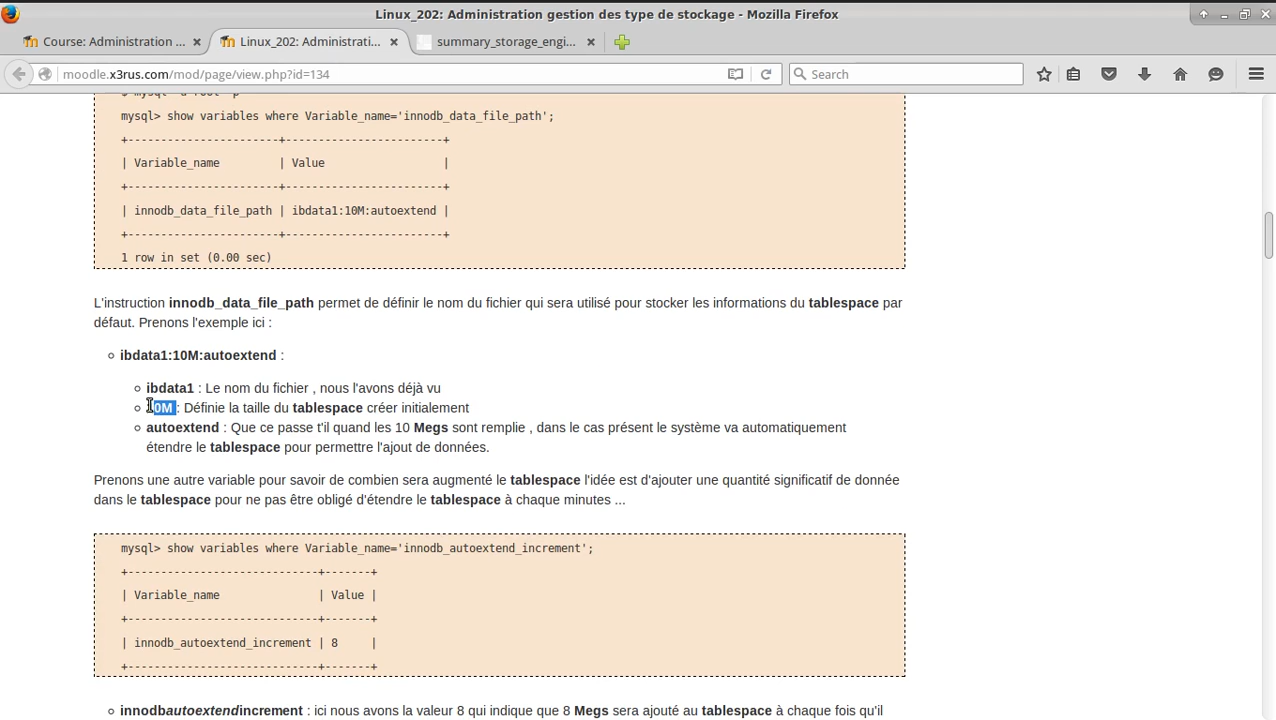 Linux_202: Administration gestion des type de stockage - Mozilla Firefox
Course: Administration ... × Linux_202: Administrati... × summary_storage_engi... ×
moodle.x3rus.com/mod/page/view.php?id=134 Search
$ mysql -u root -p
mysql> show variables where Variable_name='innodb_data_file_path';
+-----------------------+------------------------+
| Variable_name | Value |
+-----------------------+------------------------+
| innodb_data_file_path | ibdata1:10M:autoextend |
+-----------------------+------------------------+
1 row in set (0.00 sec)
L'instruction innodb_data_file_path permet de définir le nom du fichier qui sera utilisé pour stocker les informations du tablespace par
défaut. Prenons l'exemple ici :
ibdata1:10M:autoextend :
ibdata1 : Le nom du fichier , nous l'avons déjà vu
10M : Définie la taille du tablespace créer initialement
autoextend : Que ce passe t'il quand les 10 Megs sont remplie , dans le cas présent le système va automatiquement
étendre le tablespace pour permettre l'ajout de données.
Prenons une autre variable pour savoir de combien sera augmenté le tablespace l'idée est d'ajouter une quantité significatif de donnée
dans le tablespace pour ne pas être obligé d'étendre le tablespace à chaque minutes ...
mysql> show variables where Variable_name='innodb_autoextend_increment';
+-----------------------------+-------+
| Variable_name | Value |
+-----------------------------+-------+
| innodb_autoextend_increment | 8 |
+-----------------------------+-------+
innodbautoextendincrement : ici nous avons la valeur 8 qui indique que 8 Megs sera ajouté au tablespace à chaque fois qu'il